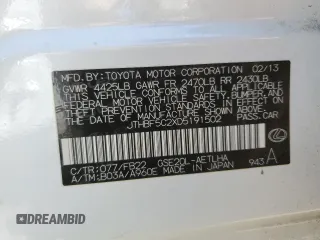 MFD.BY:TOYOTA MOTOR CORPORATION 02/13
GVWR 4425LB GAWR FR 2470LB RR 2430LB
THIS VEHICLE CONFORMS TO ALL APPLICABLE
FEDERAL MOTOR VEHICLE SAFETY, BUMPER, AND
THEFT PREVENTION STANDARDS IN EFFECT ON
THE DATE OF MANUFACTURE SHOWN ABOVE.
JTHBF5C2XD5191502 PASS. CAR
C/TR:077/FB22 GSE20L-AETLHA
A/TM:B03A/A960E MADE IN JAPAN 943 A